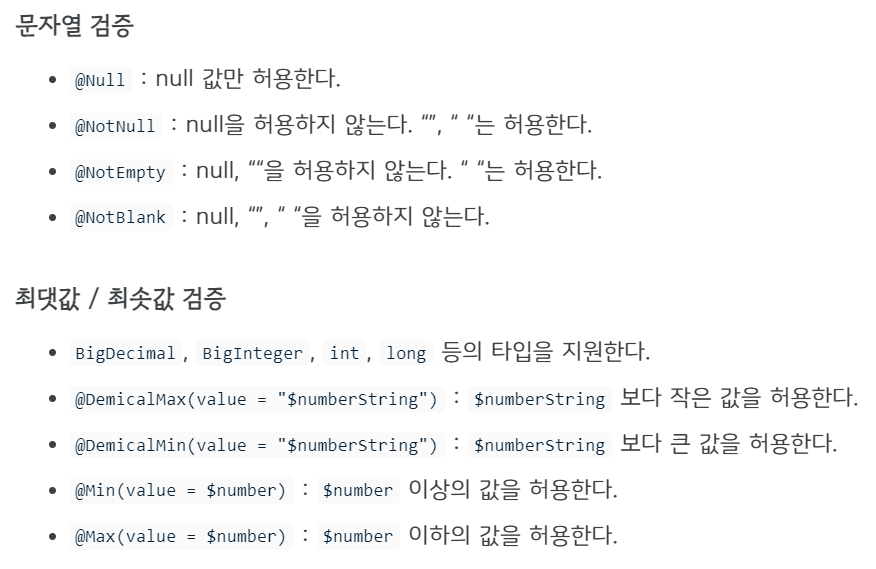 문자열 검증
• @Null : null 값만 허용한다.
• @NotNull : null을 허용하지 않는다. “”, “ “는 허용한다.
• @NotEmpty : null, ““을 허용하지 않는다. “ “는 허용한다.
• @NotBlank : null, “”, “ “을 허용하지 않는다.
최댓값 / 최솟값 검증
• BigDecimal, BigInteger, int, long 등의 타입을 지원한다.
• @DemicalMax(value = "$numberString") : $numberString 보다 작은 값을 허용한다.
• @DemicalMin(value = "$numberString") : $numberString 보다 큰 값을 허용한다.
• @Min(value = $number) : $number 이상의 값을 허용한다.
• @Max(value = $number) : $number 이하의 값을 허용한다.